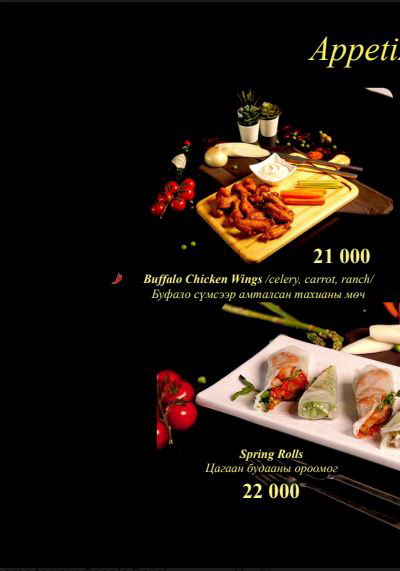 21 000
Buffalo Chicken Wings /celery, carrot, ranch/
Буфало сүмсээр амталсан тахианы мөч
Spring Rolls
Цагаан будааны ороомог
22 000